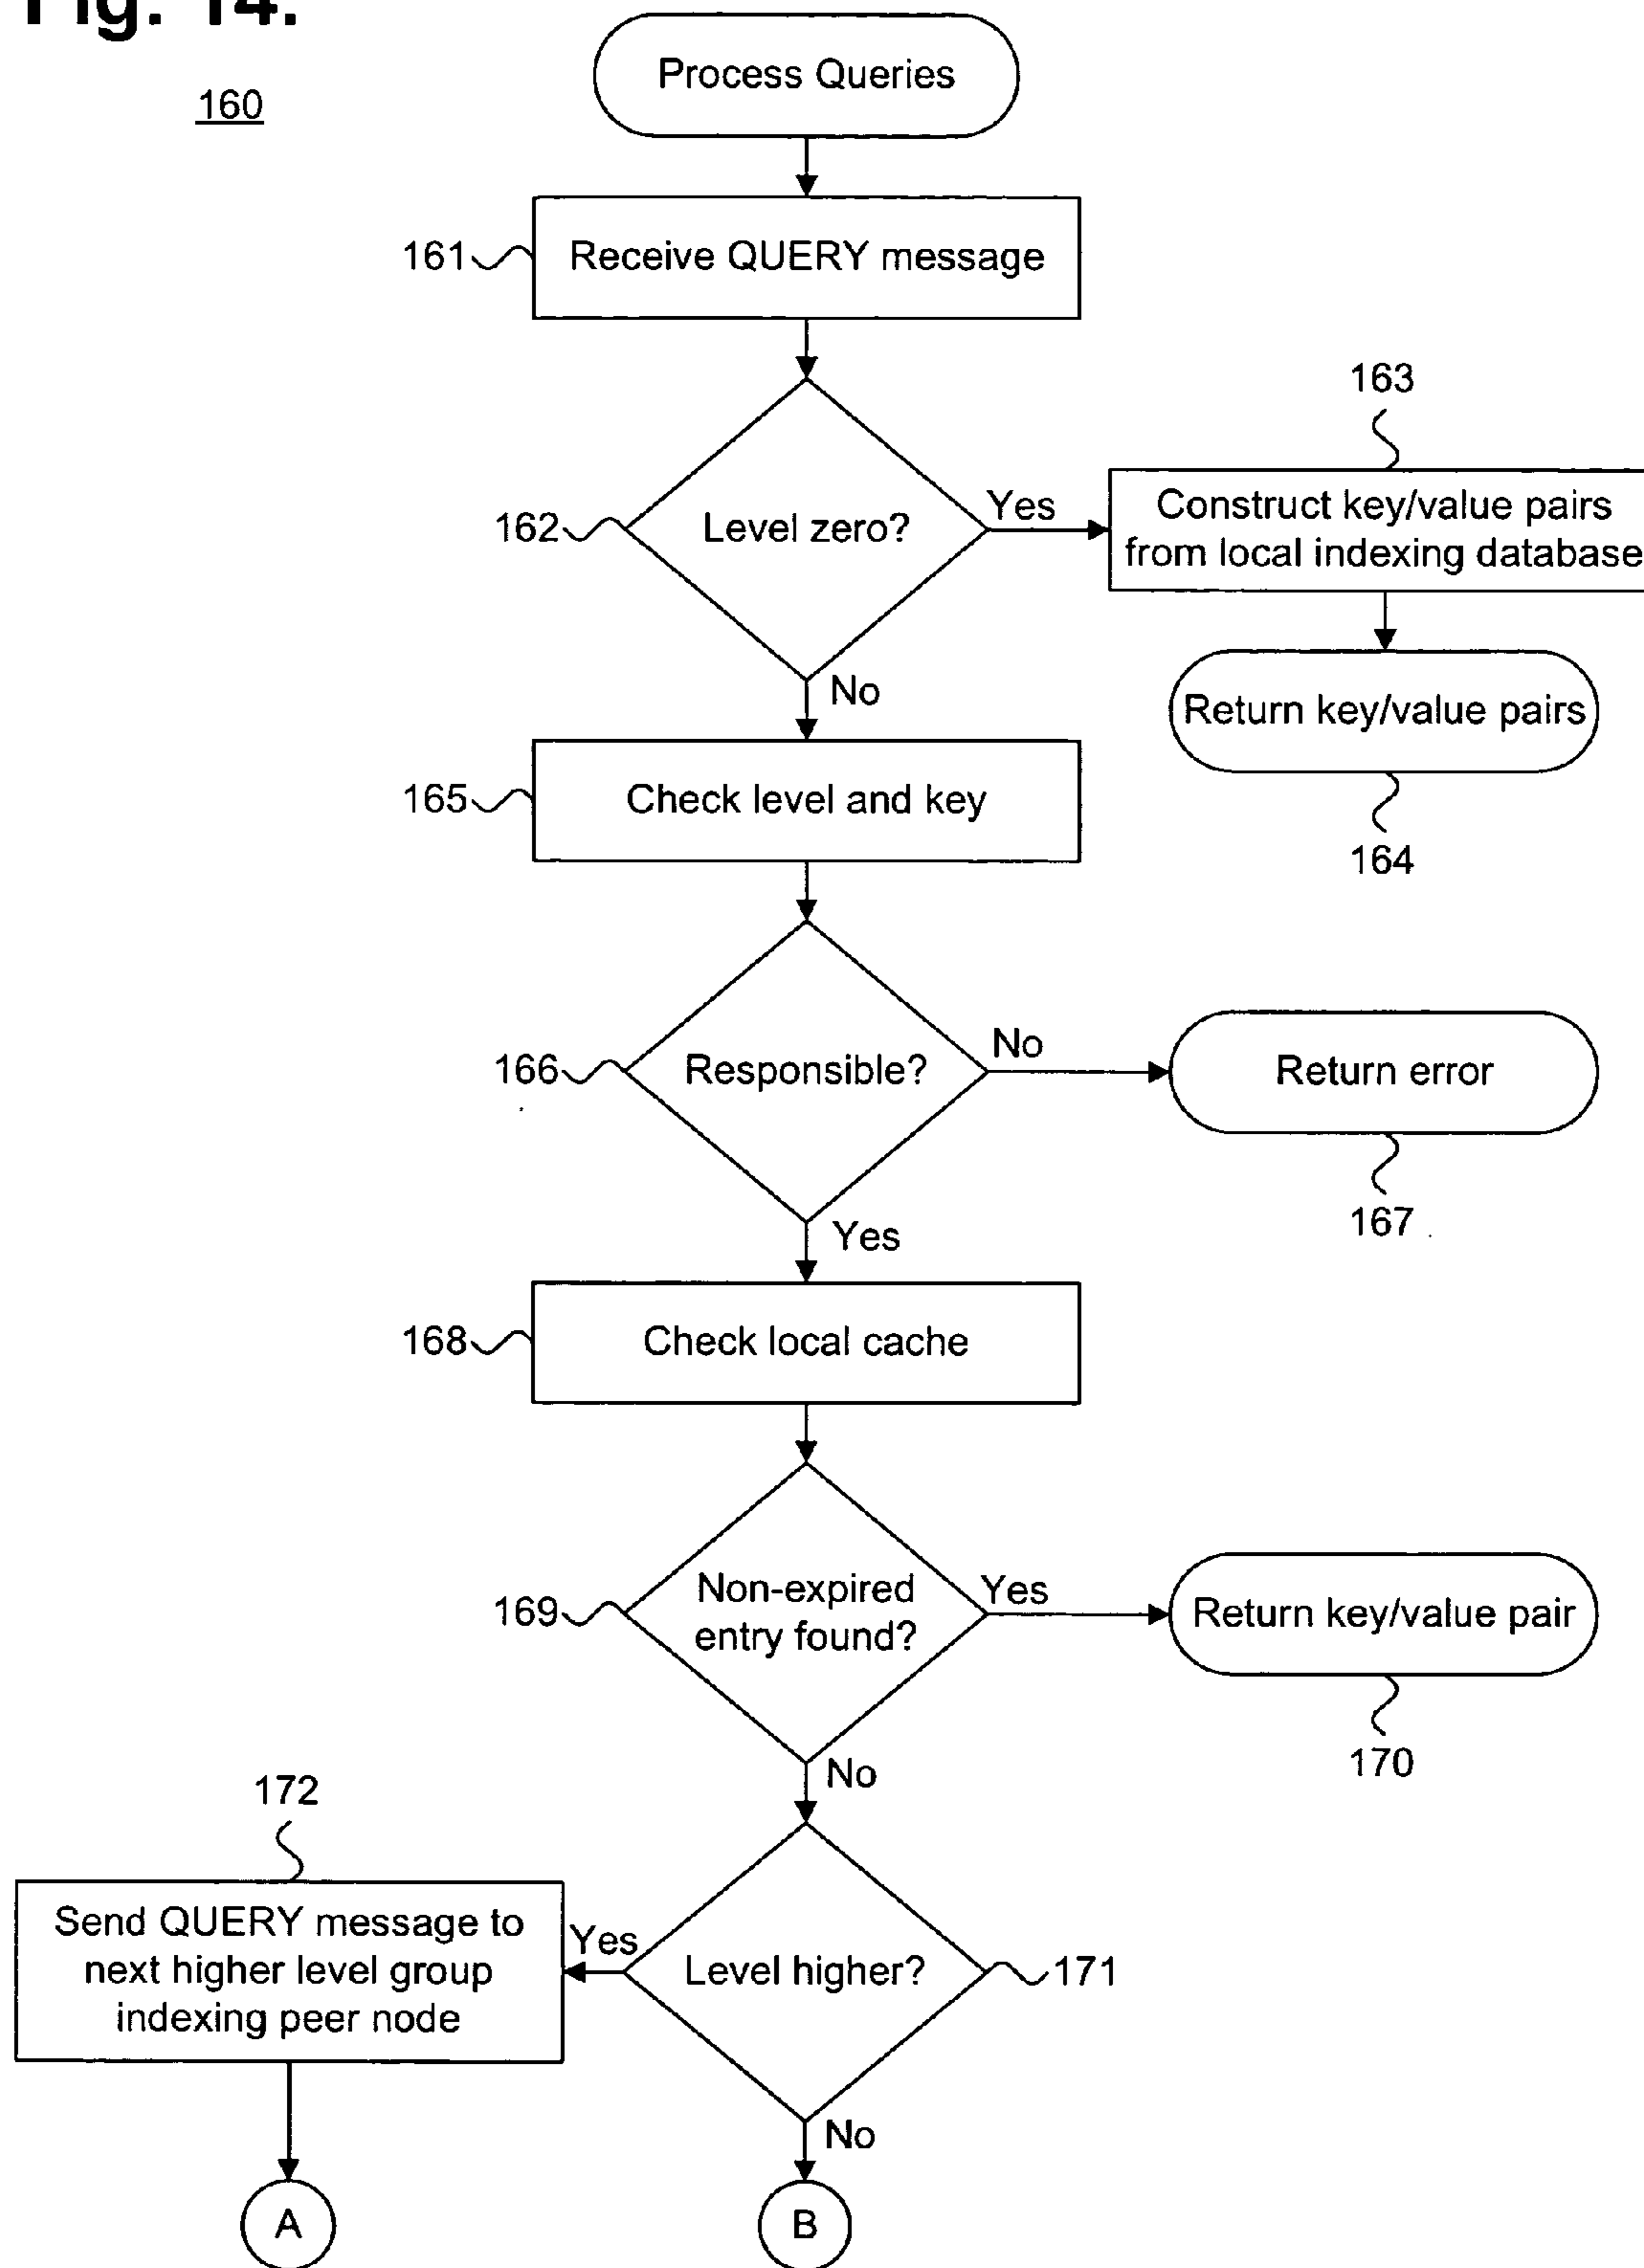 Fig. 14.
160
Process Queries
161
Receive QUERY message
163
162
Level zero?
Yes
Construct key/value pairs
from local indexing database
No
Return key/value pairs
164
165
Check level and key
166
Responsible?
No
Return error
167
Yes
168
Check local cache
169
Non-expired
entry found?
Yes
Return key/value pair
170
No
172
Send QUERY message to
next higher level group
indexing peer node
Yes
Level higher?
171
No
A
B